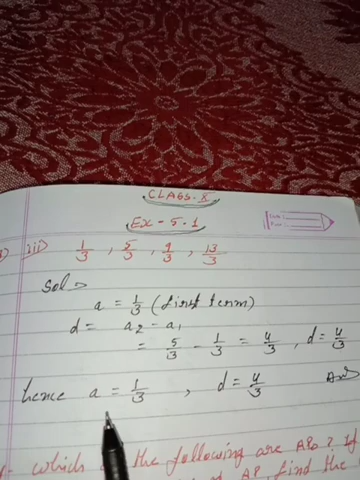 CLASS-X
EX-5.1
iii) 1/3, 5/3, 9/3, 13/3
Sol⇒
a = 1/3 (first term)
d = a₂ - a₁
= 5/3 - 1/3 = 4/3, d = 4/3
Ans
hence a = 1/3, d = 4/3
which of the following are APs? If
AP, find the